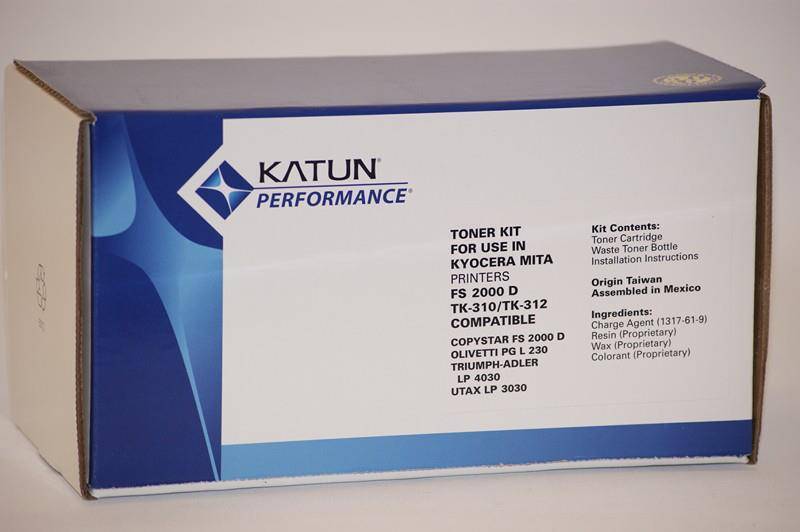 KATUN®
PERFORMANCE®
TONER KIT
FOR USE IN
KYOCERA MITA
PRINTERS
FS 2000 D
TK-310/TK-312
COMPATIBLE
COPYSTAR FS 2000 D
OLIVETTI PG L 230
TRIUMPH-ADLER
LP 4030
UTAX LP 3030
Kit Contents:
Toner Cartridge
Waste Toner Bottle
Installation Instructions
Origin Taiwan
Assembled in Mexico
Ingredients:
Charge Agent (1317-61-9)
Resin (Proprietary)
Wax (Proprietary)
Colorant (Proprietary)